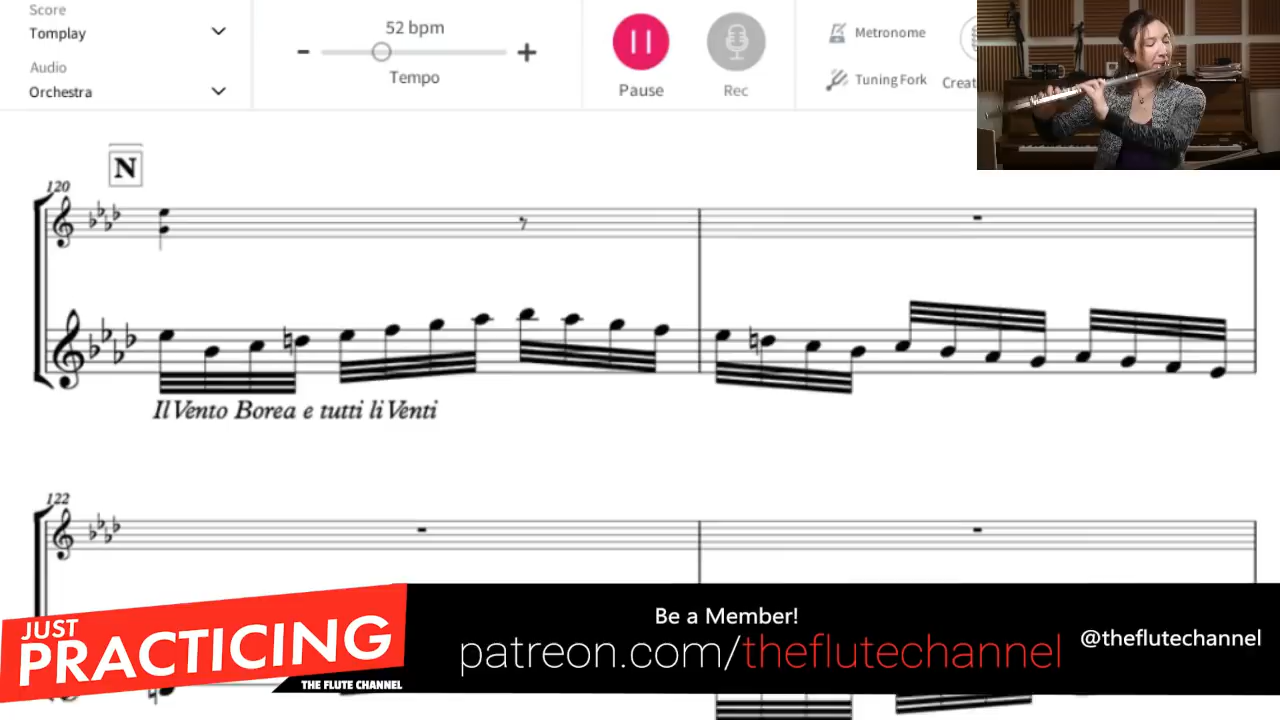 Score
Tomplay
Audio
Orchestra
52 bpm
Tempo
Pause
Rec
Metronome
Tuning Fork
N
120
Il Vento Borea e tutti li Venti
122
JUST
PRACTICING
THE FLUTE CHANNEL
Be a Member!
patreon.com/theflutechannel
@theflutechannel